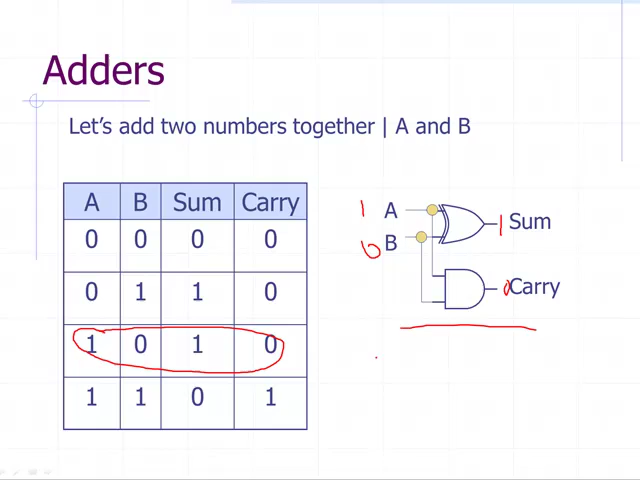 Adders
Let's add two numbers together | A and B
A B Sum Carry
0 0 0 0
0 1 1 0
1 0 1 0
1 1 0 1
1 A 1 Sum
0 B
0 Carry